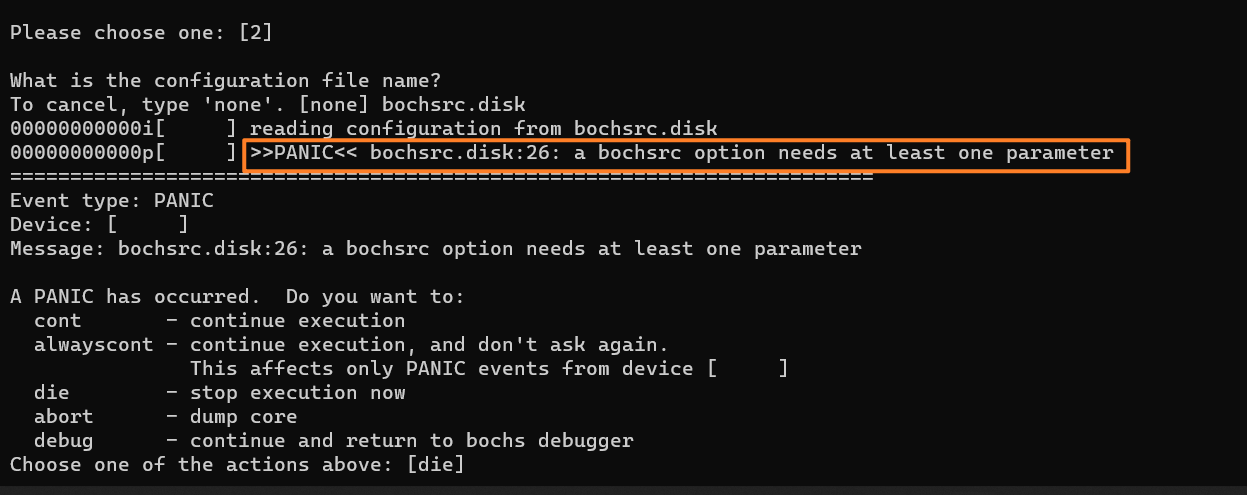 Please choose one: [2]
What is the configuration file name?
To cancel, type 'none'. [none] bochsrc.disk
00000000000i[     ] reading configuration from bochsrc.disk
00000000000p[     ] >>PANIC<< bochsrc.disk:26: a bochsrc option needs at least one parameter
========================================================================
Event type: PANIC
Device: [     ]
Message: bochsrc.disk:26: a bochsrc option needs at least one parameter
A PANIC has occurred.  Do you want to:
  cont       - continue execution
  alwayscont - continue execution, and don't ask again.
               This affects only PANIC events from device [     ]
  die        - stop execution now
  abort      - dump core
  debug      - continue and return to bochs debugger
Choose one of the actions above: [die]